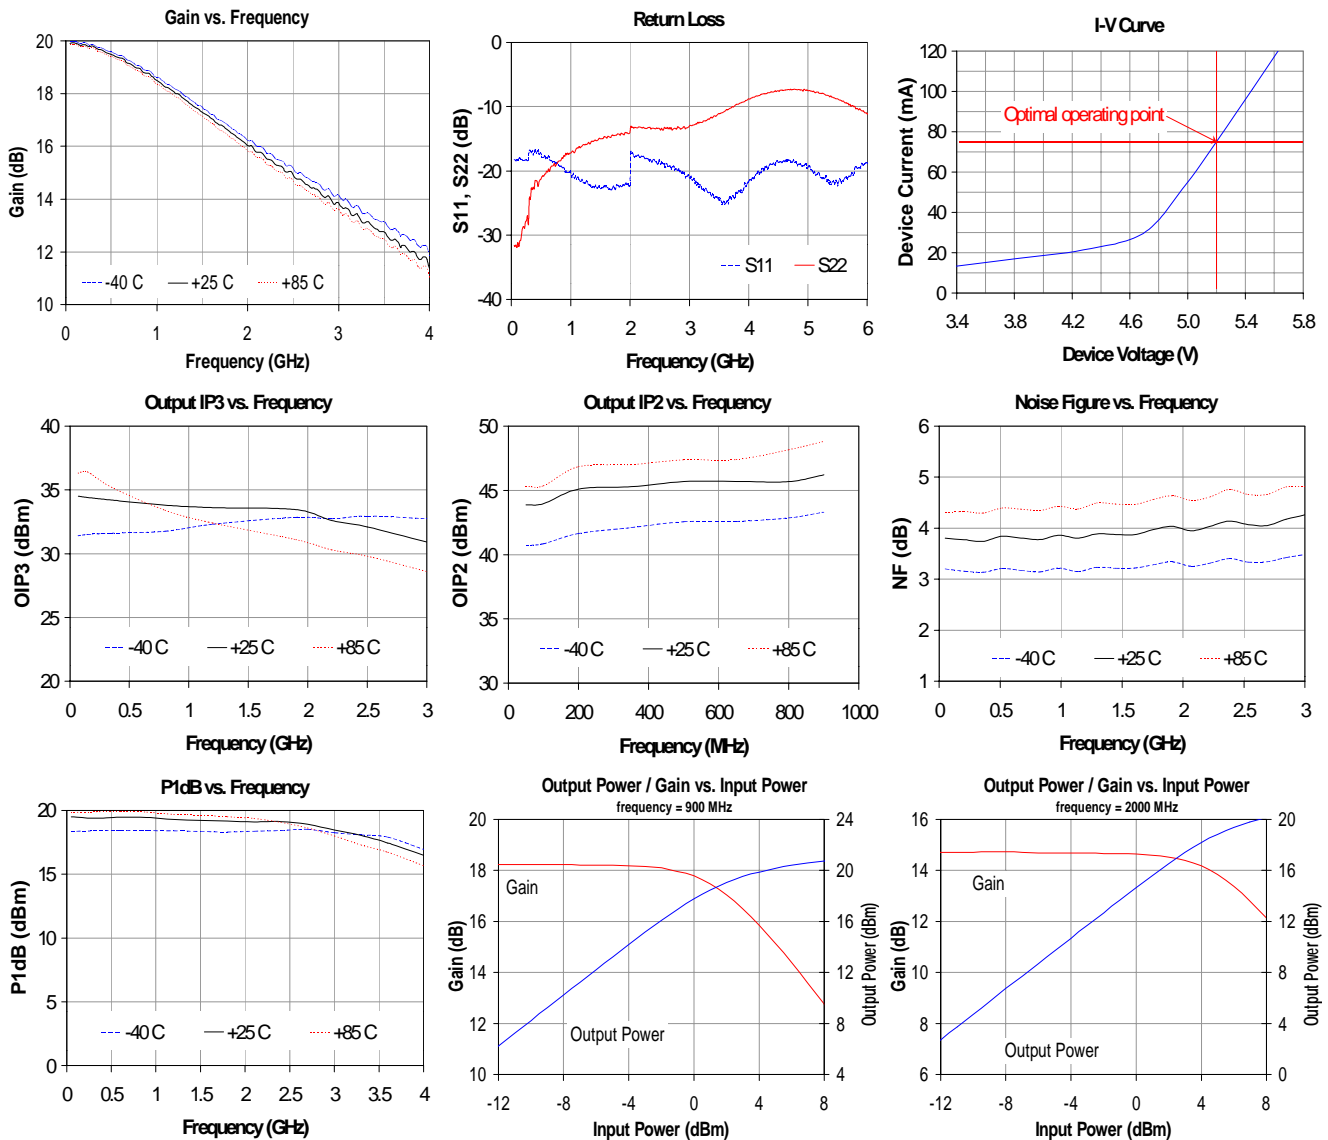 Gain vs. Frequency
20
18
16
14
12
10
Gain (dB)
-40 C
+25 C
+85 C
0 1 2 3 4
Frequency (GHz)
Return Loss
0
-10
-20
-30
-40
S11, S22 (dB)
S11
S22
0 1 2 3 4 5 6
Frequency (GHz)
I-V Curve
120
100
80
60
40
20
0
Device Current (mA)
Optimal operating point
3.4 3.8 4.2 4.6 5.0 5.4 5.8
Device Voltage (V)
Output IP3 vs. Frequency
40
35
30
25
20
OIP3 (dBm)
-40 C
+25 C
+85 C
0 0.5 1 1.5 2 2.5 3
Frequency (GHz)
Output IP2 vs. Frequency
50
45
40
35
30
OIP2 (dBm)
-40 C
+25 C
+85 C
0 200 400 600 800 1000
Frequency (MHz)
Noise Figure vs. Frequency
6
5
4
3
2
1
NF (dB)
-40 C
+25 C
+85 C
0 0.5 1 1.5 2 2.5 3
Frequency (GHz)
P1dB vs. Frequency
20
15
10
5
0
P1dB (dBm)
-40 C
+25 C
+85 C
0 0.5 1 1.5 2 2.5 3 3.5 4
Frequency (GHz)
Output Power / Gain vs. Input Power
frequency = 900 MHz
20
18
16
14
12
10
Gain (dB)
Gain
Output Power
24
20
16
12
8
4
Output Power (dBm)
-12 -8 -4 0 4 8
Input Power (dBm)
Output Power / Gain vs. Input Power
frequency = 2000 MHz
16
14
12
10
8
6
Gain (dB)
Gain
Output Power
20
16
12
8
4
0
Output Power (dBm)
-12 -8 -4 0 4 8
Input Power (dBm)